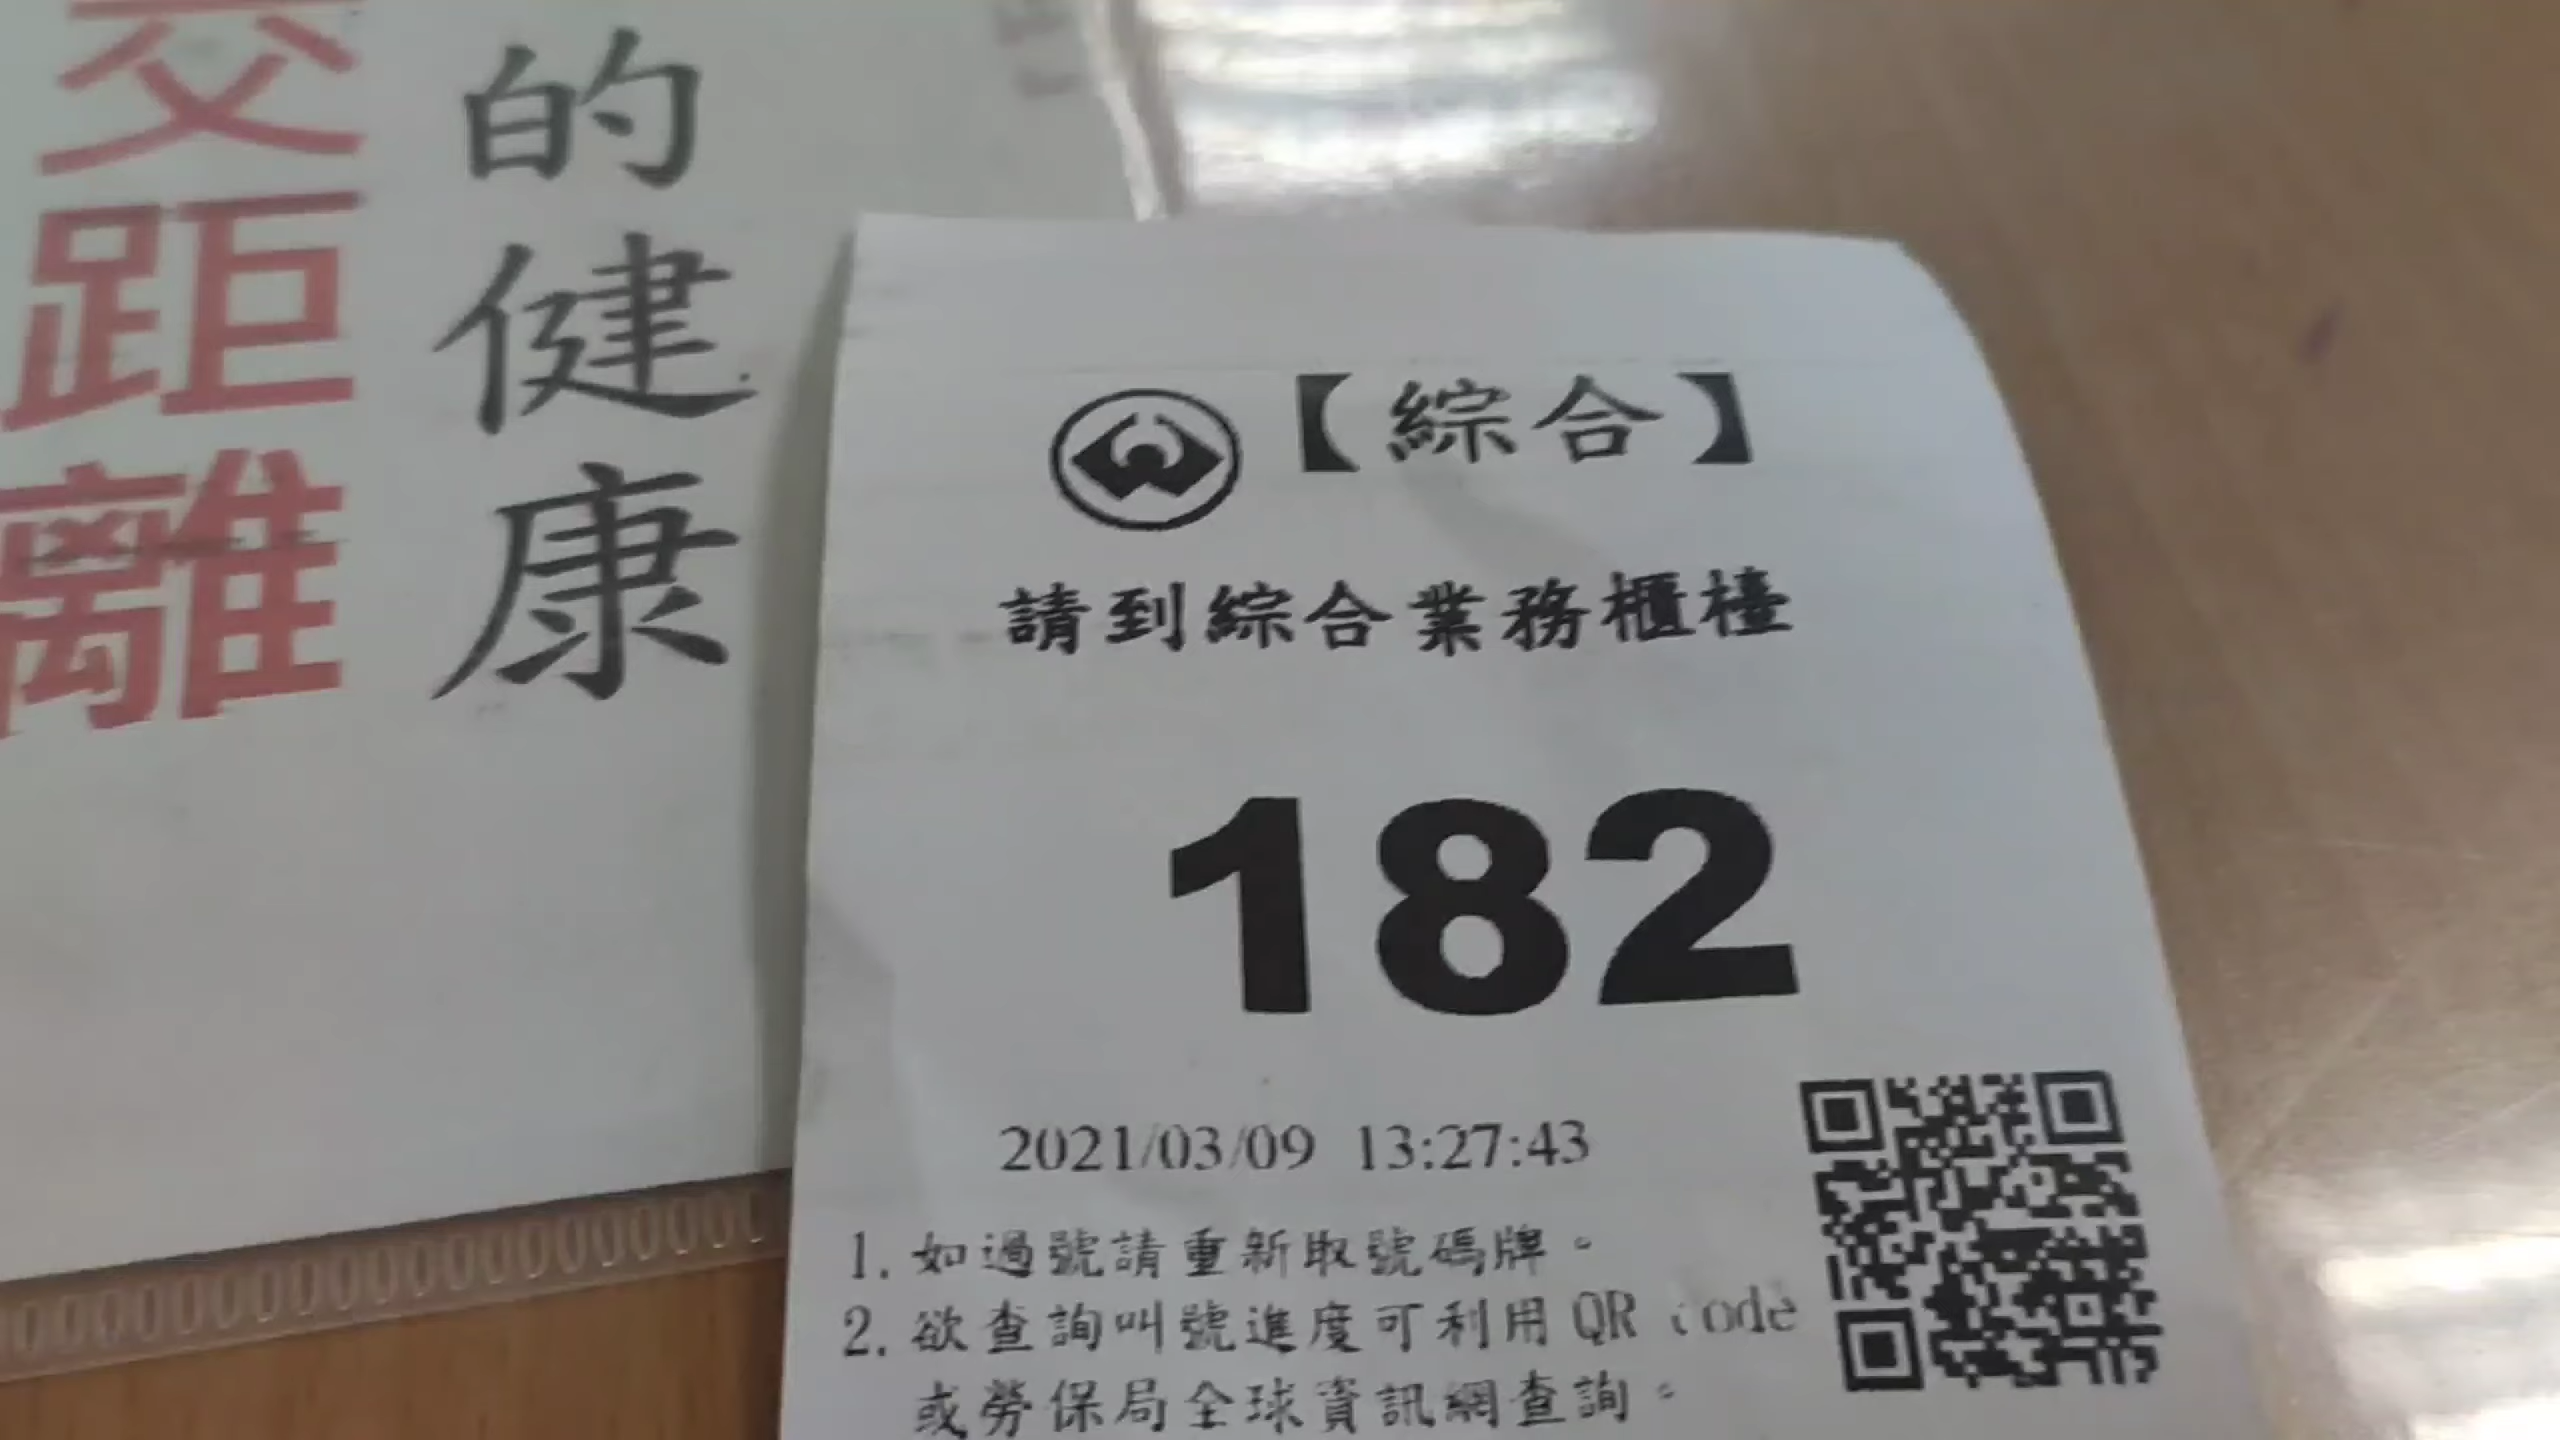 的健康
交距離
【綜合】
請到綜合業務櫃檯
182
2021/03/09 13:27:43
1. 如過號請重新取號碼牌。
2. 欲查詢叫號進度可利用QR code
或勞保局全球資訊網查詢。